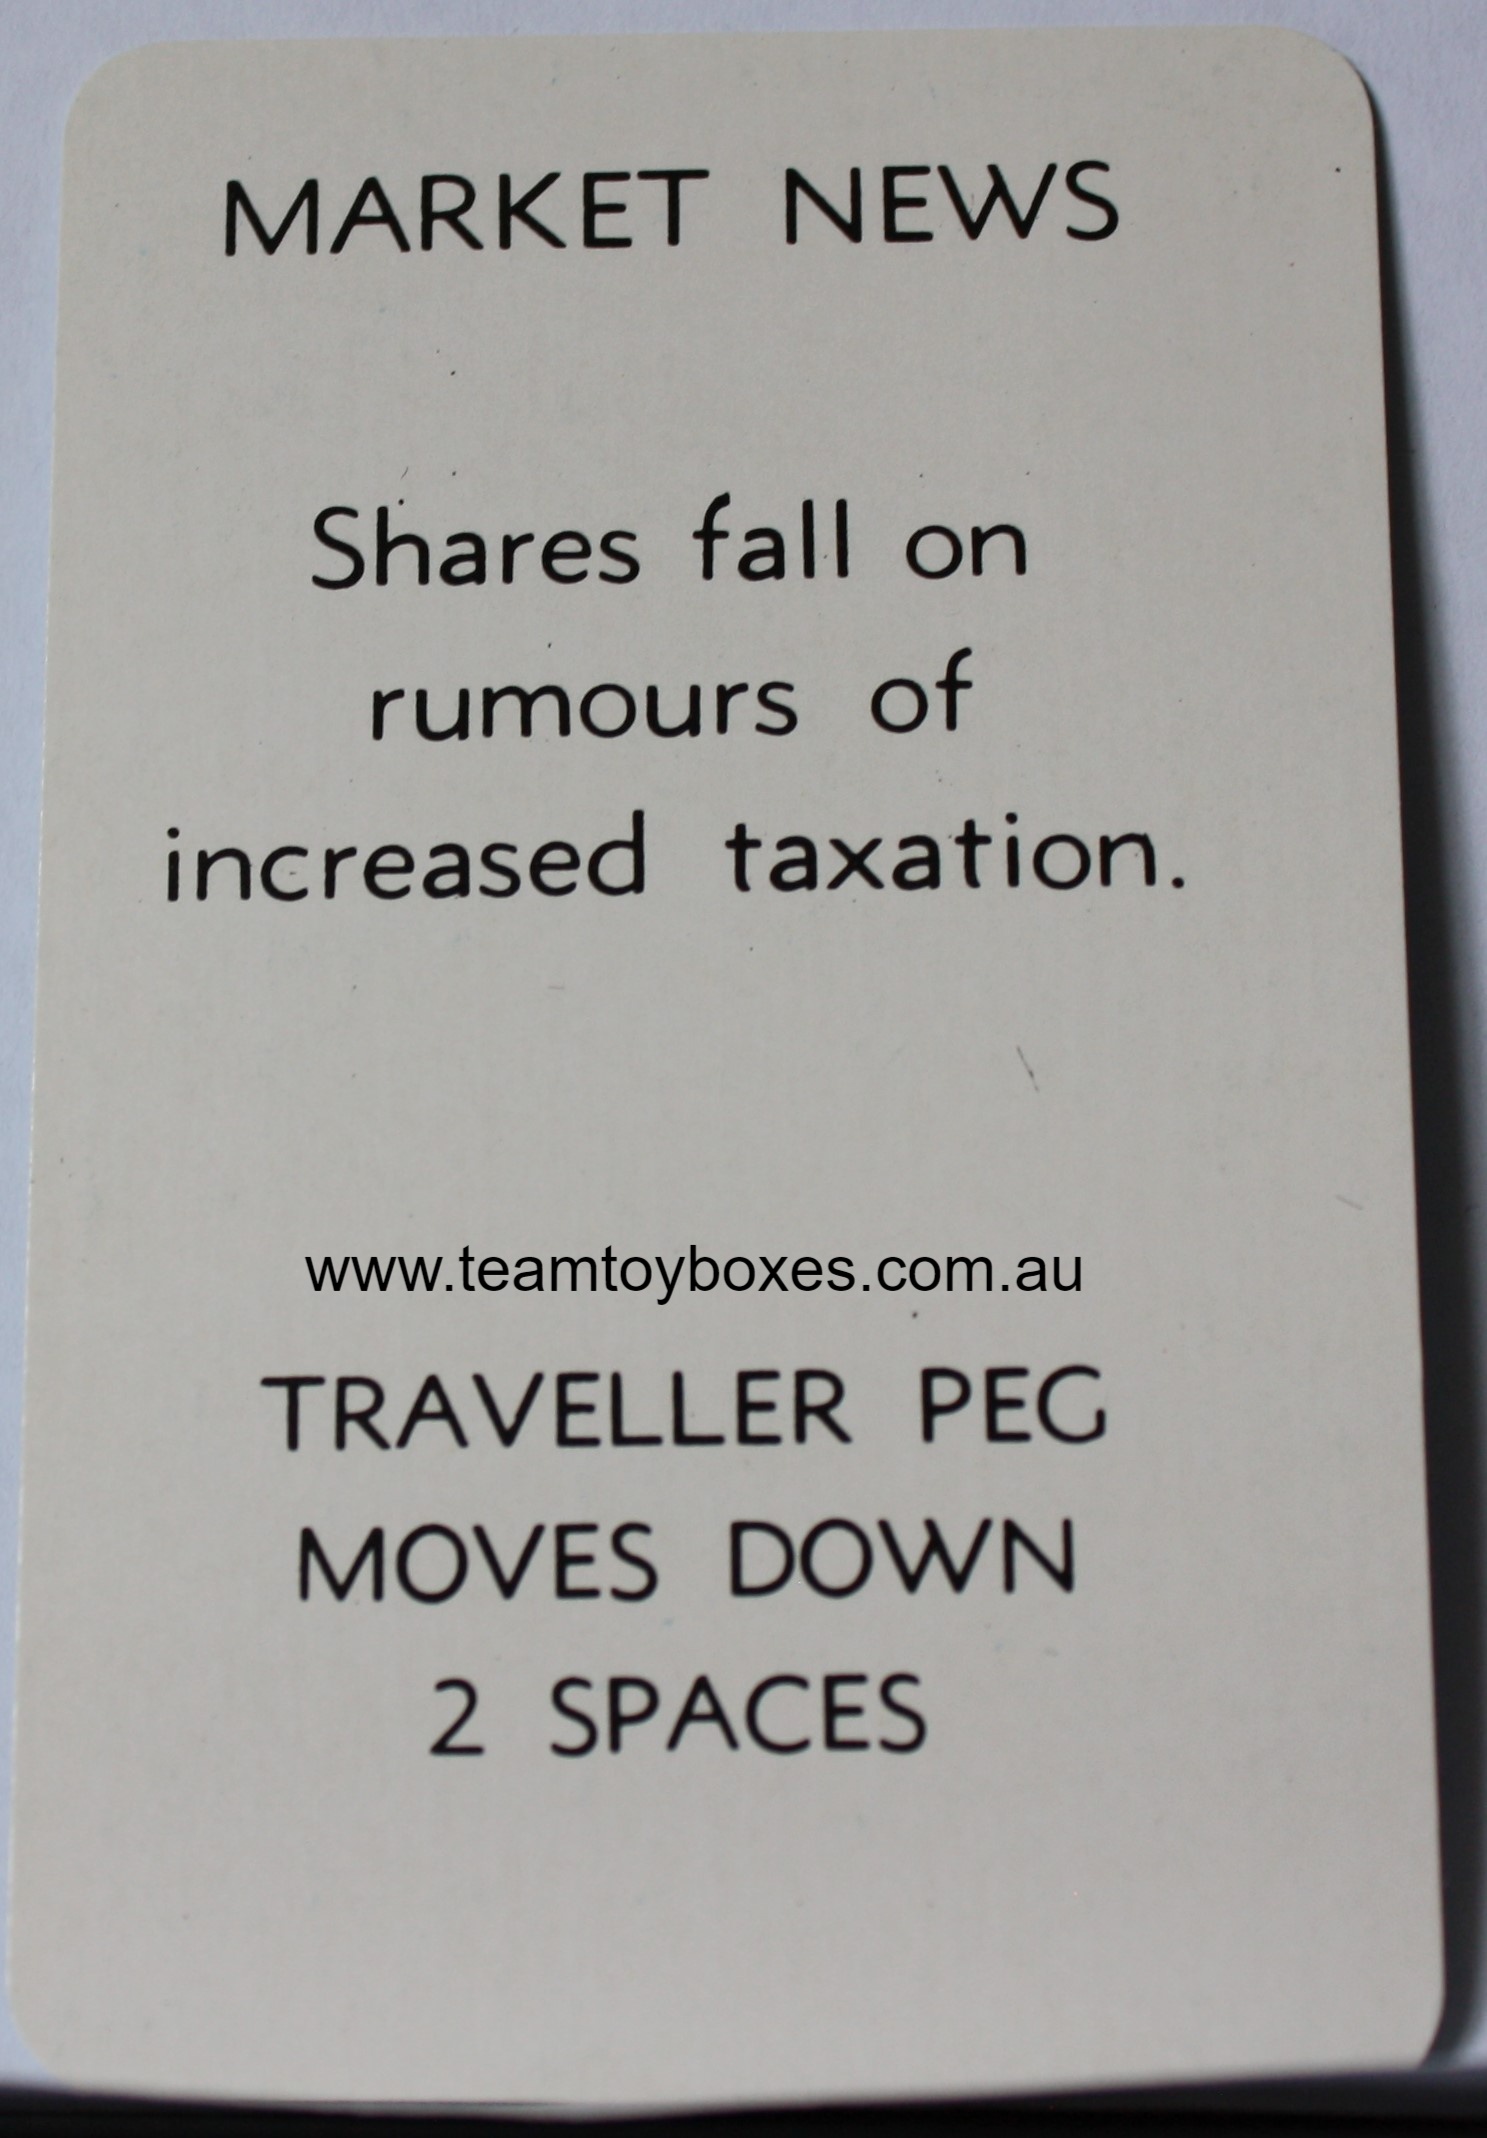 MARKET NEWS
Shares fall on
rumours of
increased taxation.
www.teamtoyboxes.com.au
TRAVELLER PEG
MOVES DOWN
2 SPACES